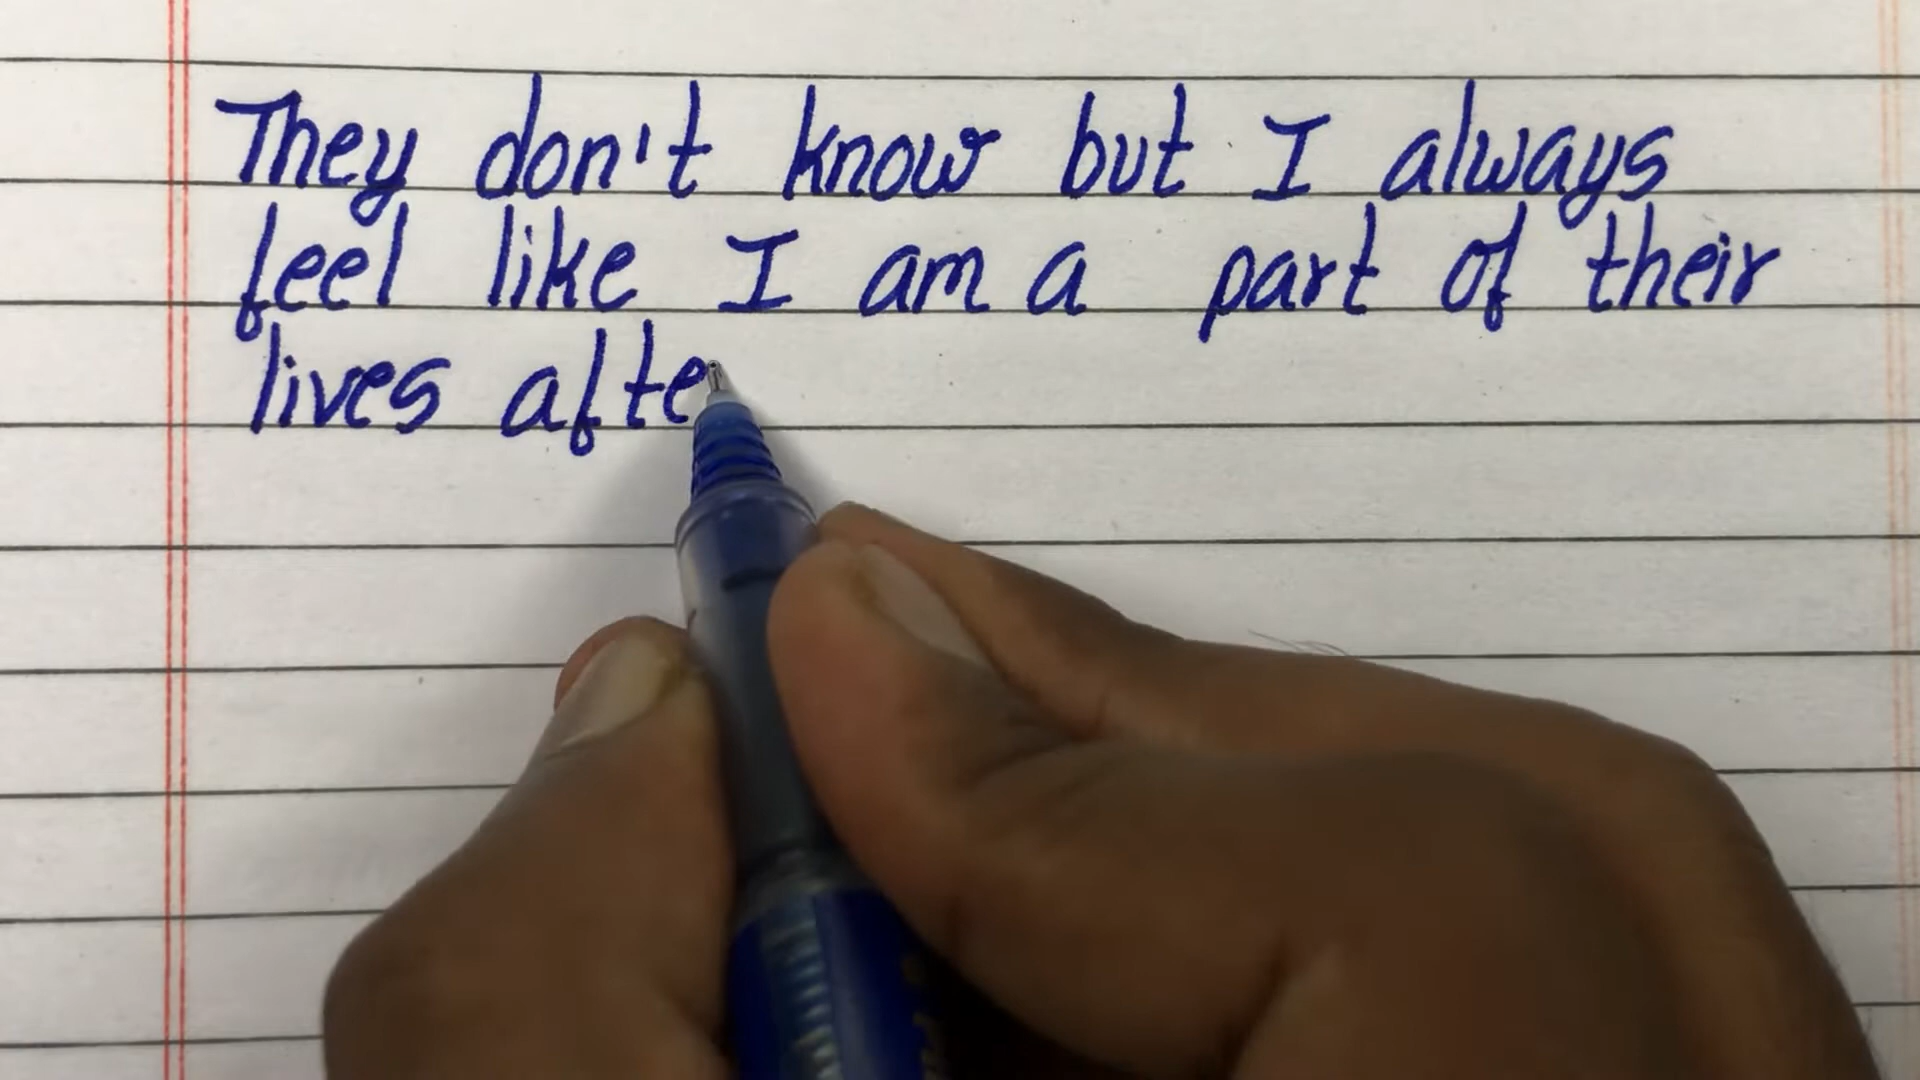 They don't know but I always
feel like I am a part of their
lives afte